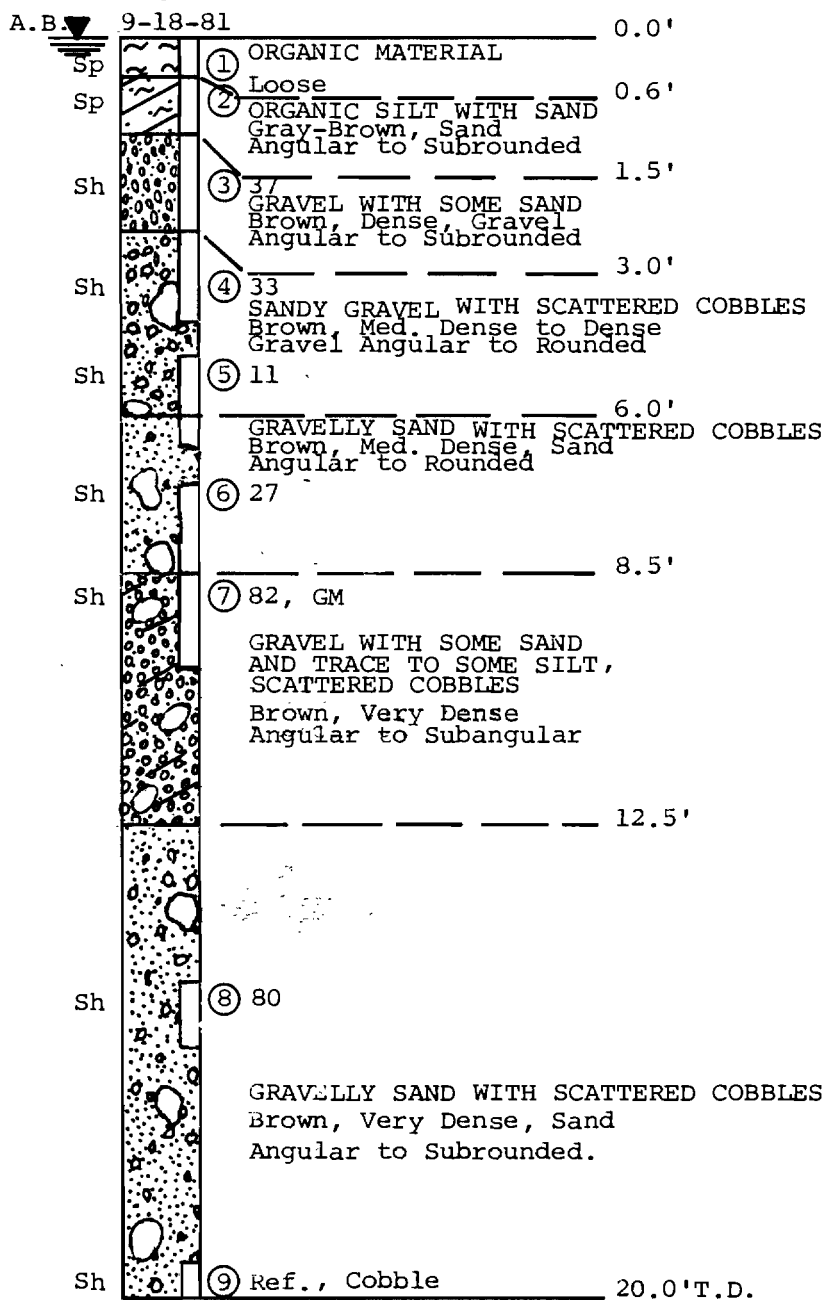 A.B. 9-18-81 0.0'
Sp ① ORGANIC MATERIAL
Loose 0.6'
Sp ② ORGANIC SILT WITH SAND
Gray-Brown, Sand
Angular to Subrounded
1.5'
Sh ③ 37
GRAVEL WITH SOME SAND
Brown, Dense, Gravel
Angular to Subrounded
3.0'
Sh ④ 33
SANDY GRAVEL WITH SCATTERED COBBLES
Brown, Med. Dense to Dense
Gravel Angular to Rounded
Sh ⑤ 11
6.0'
GRAVELLY SAND WITH SCATTERED COBBLES
Brown, Med. Dense, Sand
Angular to Rounded
Sh ⑥ 27
8.5'
Sh ⑦ 82, GM
GRAVEL WITH SOME SAND
AND TRACE TO SOME SILT,
SCATTERED COBBLES
Brown, Very Dense
Angular to Subangular
12.5'
Sh ⑧ 80
GRAVELLY SAND WITH SCATTERED COBBLES
Brown, Very Dense, Sand
Angular to Subrounded.
Sh ⑨ Ref., Cobble 20.0'T.D.